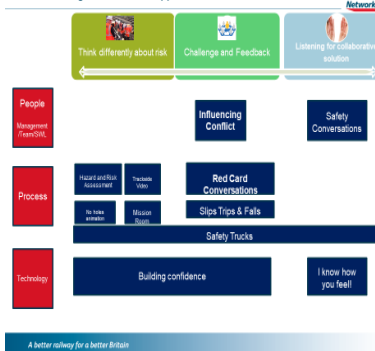 Network
Think differently about risk
Challenge and Feedback
Listening for collaborative
solution
People
Management
/Team/SWL
Influencing
Conflict
Safety
Conversations
Process
Hazard and Risk
Assessment
Trackside
Video
Red Card
Conversations
No holes
animation
Mission
Room
Slips Trips & Falls
Safety Trucks
Technology
Building confidence
I know how
you feel!
A better railway for a better Britain